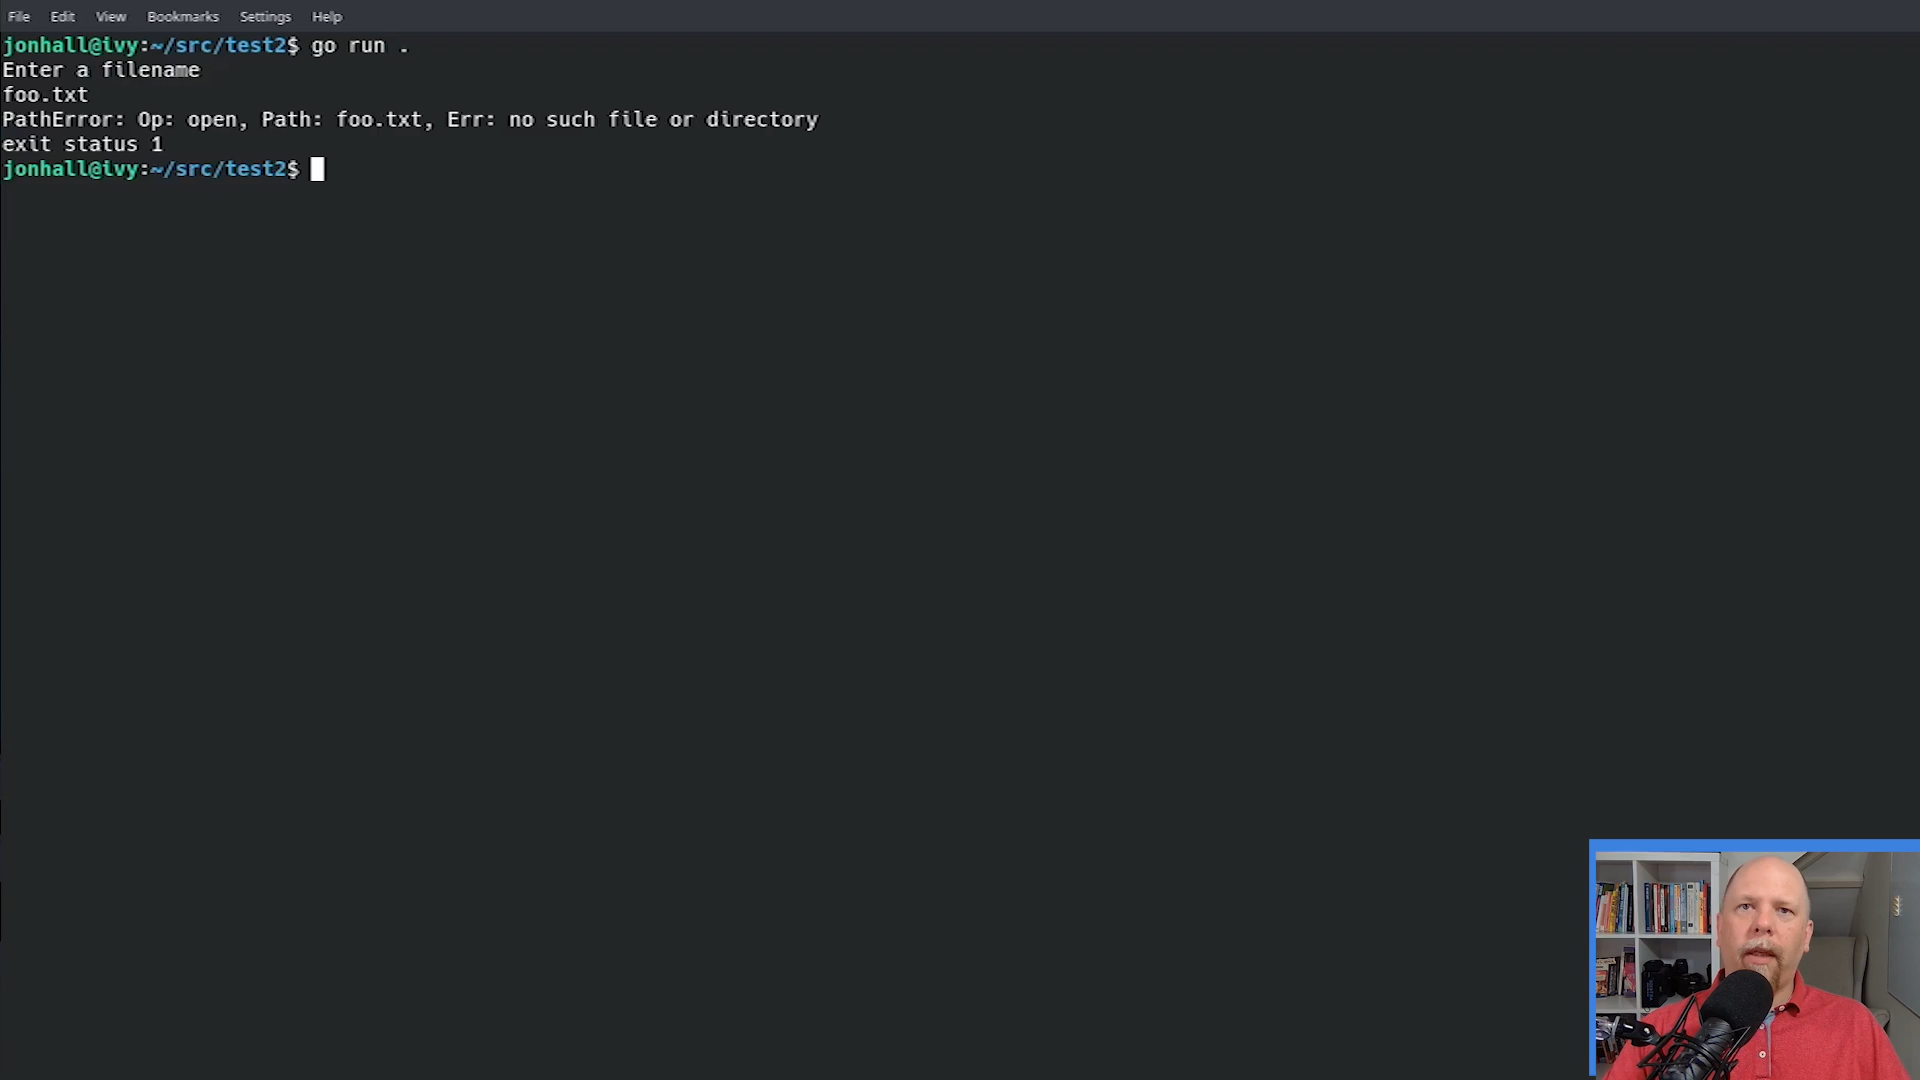 File Edit View Bookmarks Settings Help
jonhall@ivy:~/src/test2$ go run .
Enter a filename
foo.txt
PathError: Op: open, Path: foo.txt, Err: no such file or directory
exit status 1
jonhall@ivy:~/src/test2$